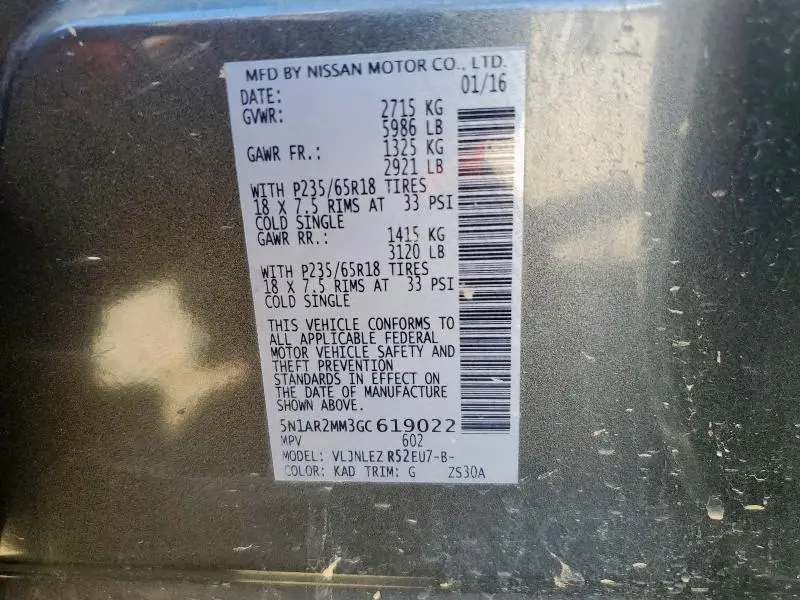 MFD BY NISSAN MOTOR CO., LTD.
DATE: 01/16
GVWR: 2715 KG
5986 LB
GAWR FR.: 1325 KG
2921 LB
WITH P235/65R18 TIRES
18 X 7.5 RIMS AT 33 PSI
COLD SINGLE
GAWR RR.: 1415 KG
3120 LB
WITH P235/65R18 TIRES
18 X 7.5 RIMS AT 33 PSI
COLD SINGLE
THIS VEHICLE CONFORMS TO
ALL APPLICABLE FEDERAL
MOTOR VEHICLE SAFETY AND
THEFT PREVENTION
STANDARDS IN EFFECT ON
THE DATE OF MANUFACTURE
SHOWN ABOVE.
5N1AR2MM3GC619022
MPV 602
MODEL: VLJNLEZ R52EU7-B-
COLOR: KAD TRIM: G ZS30A